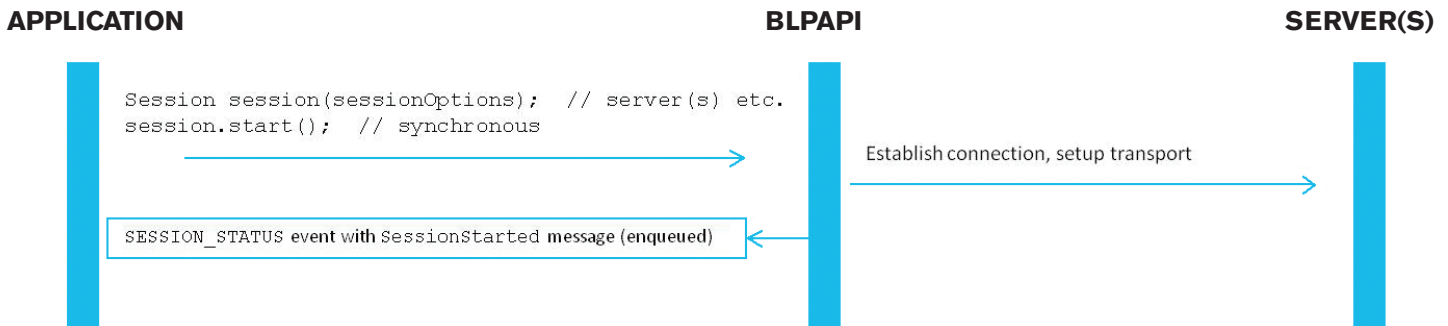 APPLICATION BLPAPI SERVER(S)
Session session(sessionOptions);  // server(s) etc.
session.start();  // synchronous
Establish connection, setup transport
SESSION_STATUS event with SessionStarted message (enqueued)